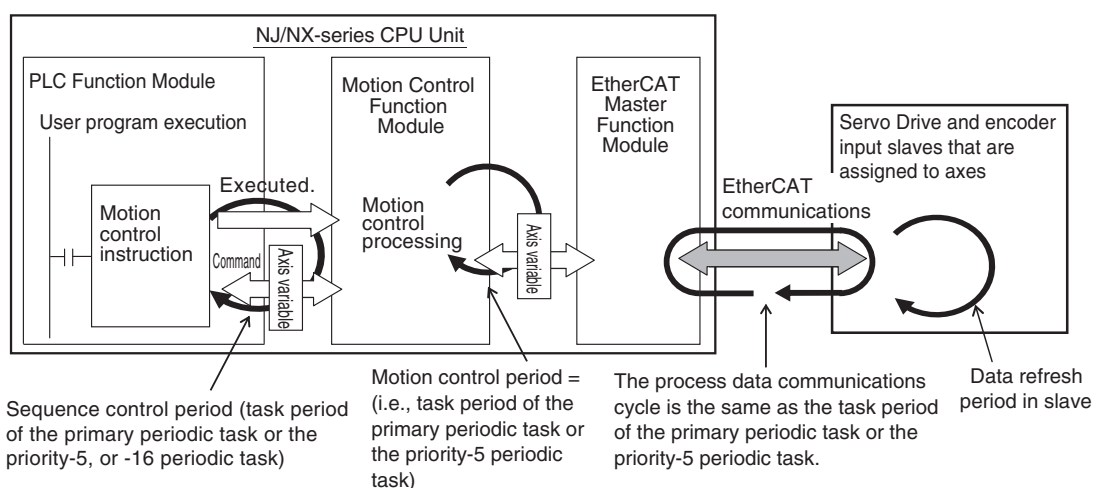 NJ/NX-series CPU Unit
PLC Function Module
User program execution
Motion
control
instruction
Executed.
Command
Axis variable
Motion Control
Function
Module
Motion
control
processing
Axis variable
EtherCAT
Master
Function
Module
EtherCAT
communications
Servo Drive and encoder
input slaves that are
assigned to axes
Sequence control period (task period
of the primary periodic task or the
priority-5, or -16 periodic task)
Motion control period =
(i.e., task period of the
primary periodic task or
the priority-5 periodic
task)
The process data communications
cycle is the same as the task period
of the primary periodic task or the
priority-5 periodic task.
Data refresh
period in slave